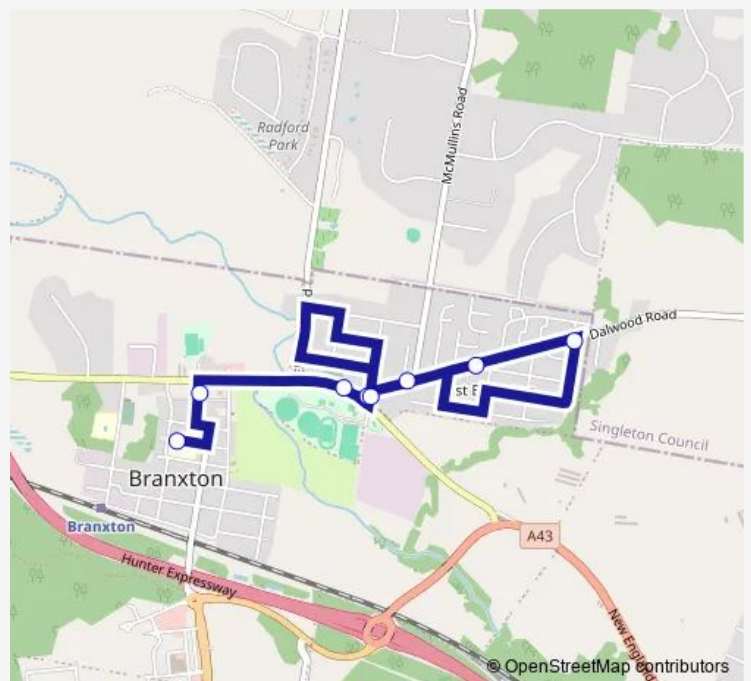 Radford
Park
McMullins Road
Dalwood Road
st E
Singleton Council
Branxton
Branxton
A43
Hunter Expressway
New England
© OpenStreetMap contributors